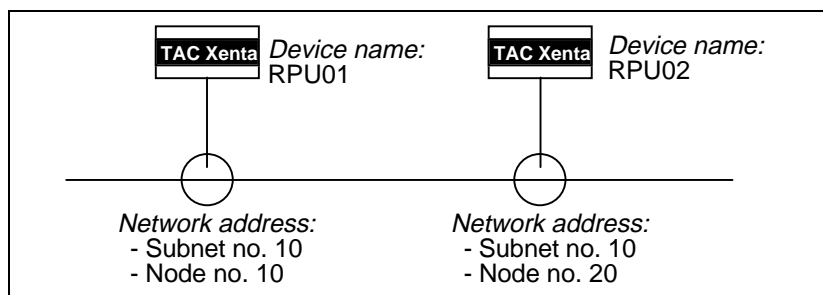 TAC Xenta
Device name:
RPU01
TAC Xenta
Device name:
RPU02
Network address:
- Subnet no. 10
- Node no. 10
Network address:
- Subnet no. 10
- Node no. 20